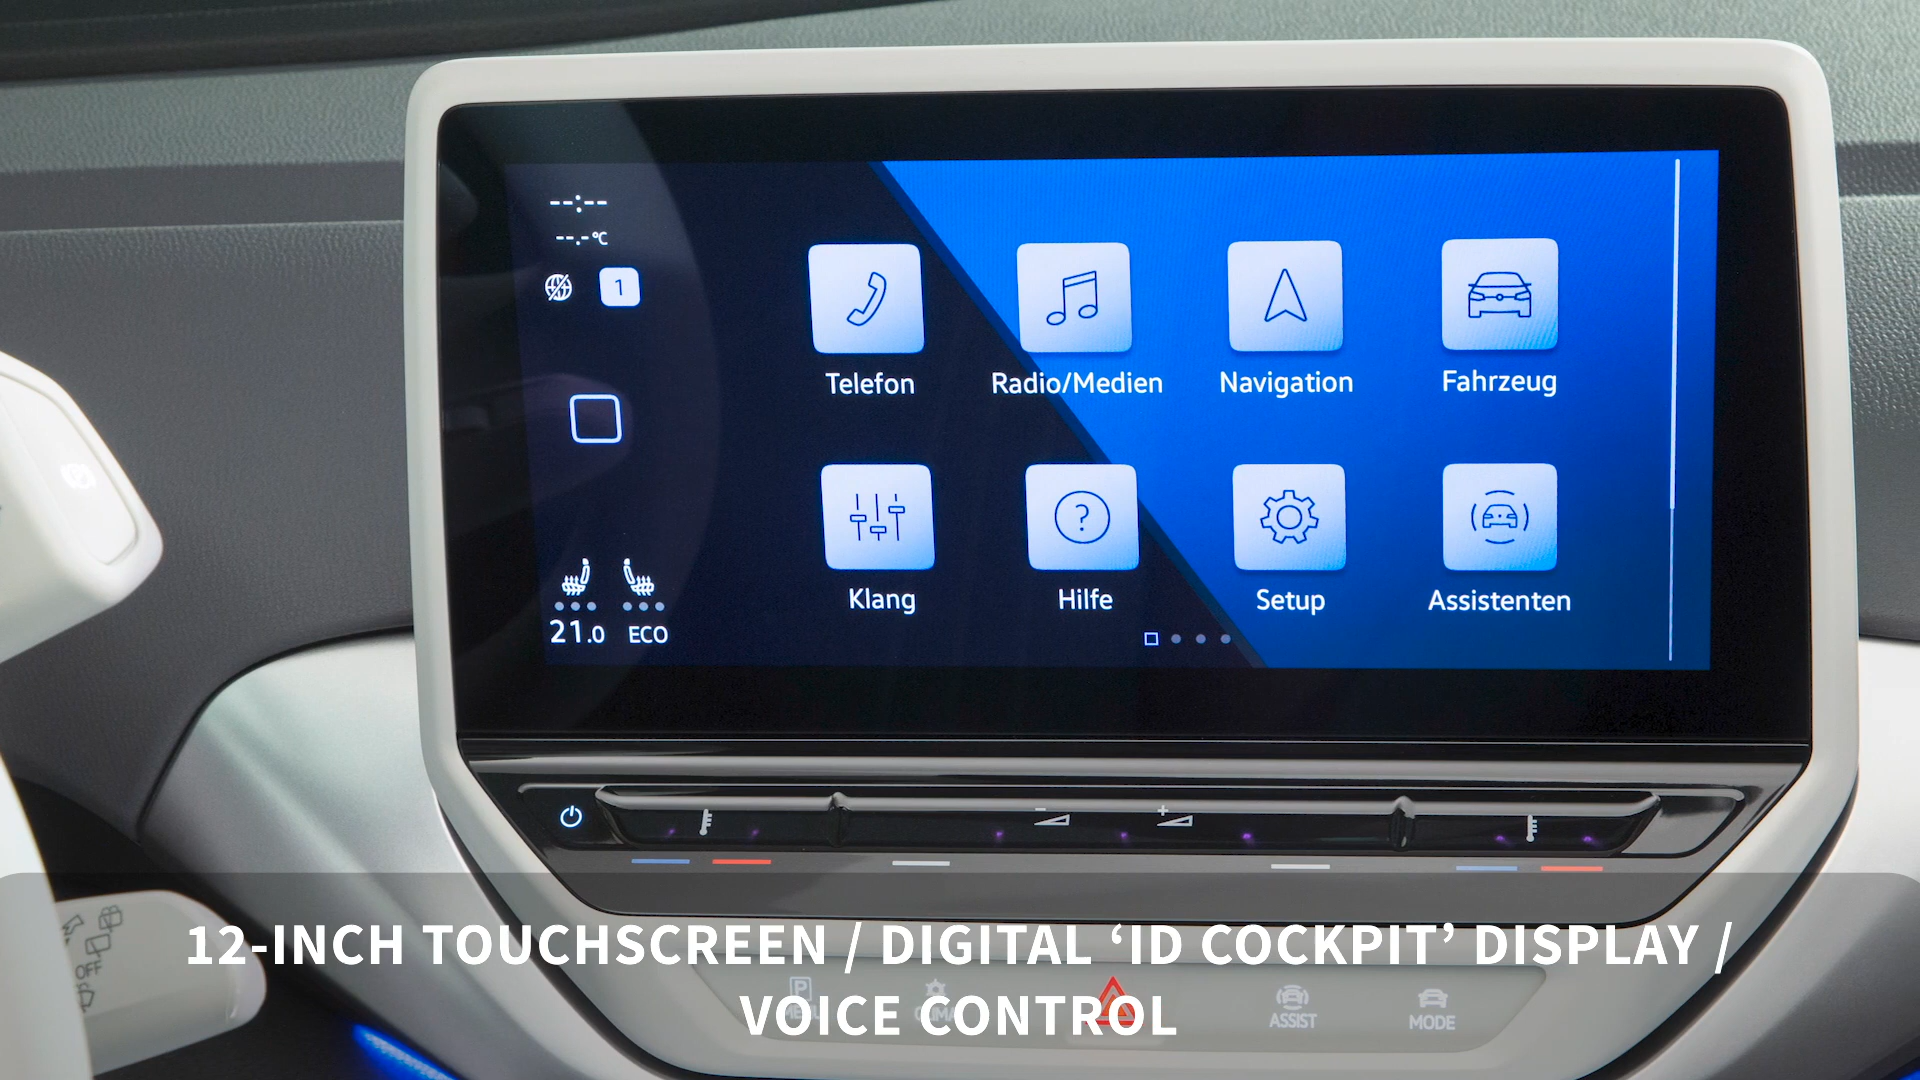 --:--
--.-°C
1
Telefon
Radio/Medien
Navigation
Fahrzeug
Klang
Hilfe
Setup
Assistenten
21.0 ECO
- +
OFF
12-INCH TOUCHSCREEN / DIGITAL ‘ID COCKPIT’ DISPLAY /
VOICE CONTROL
P
ASSIST
MODE